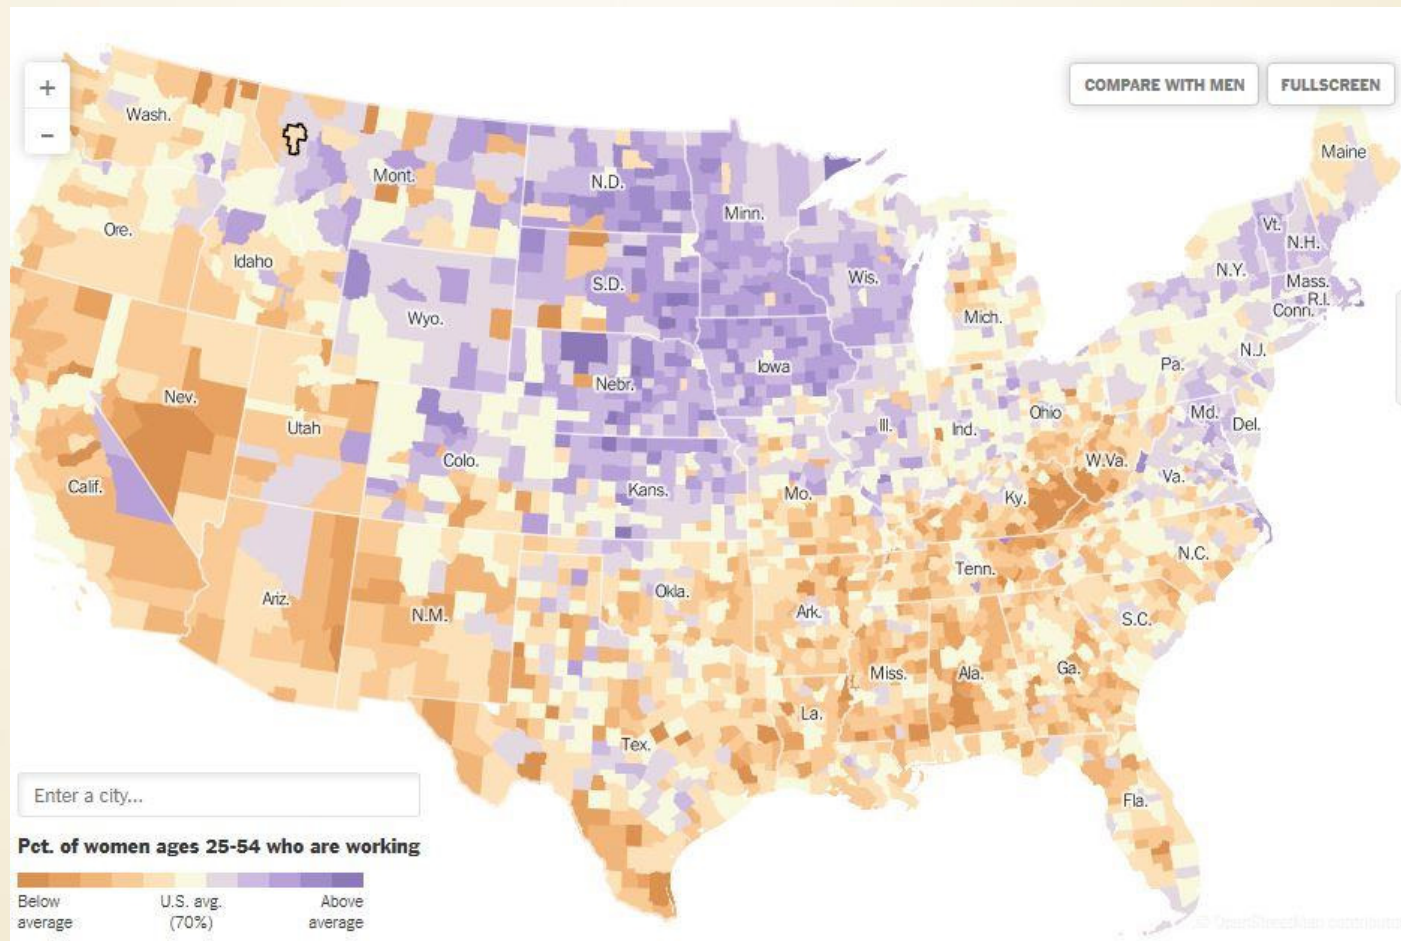 +
−
COMPARE WITH MEN
FULLSCREEN
Wash.
Mont.
N.D.
Minn.
Maine
Ore.
Idaho
S.D.
Wis.
Vt.
N.H.
N.Y.
Mass.
R.I.
Conn.
Wyo.
Mich.
Iowa
N.J.
Pa.
Nev.
Nebr.
Utah
Ill.
Ind.
Ohio
Md.
Del.
Calif.
Colo.
Kans.
Mo.
Ky.
W.Va.
Va.
Ariz.
N.M.
Okla.
Ark.
Tenn.
N.C.
S.C.
Miss.
Ala.
Ga.
La.
Tex.
Fla.
Enter a city...
Pct. of women ages 25-54 who are working
Below average
U.S. avg. (70%)
Above average
© OpenStreetMap contributors